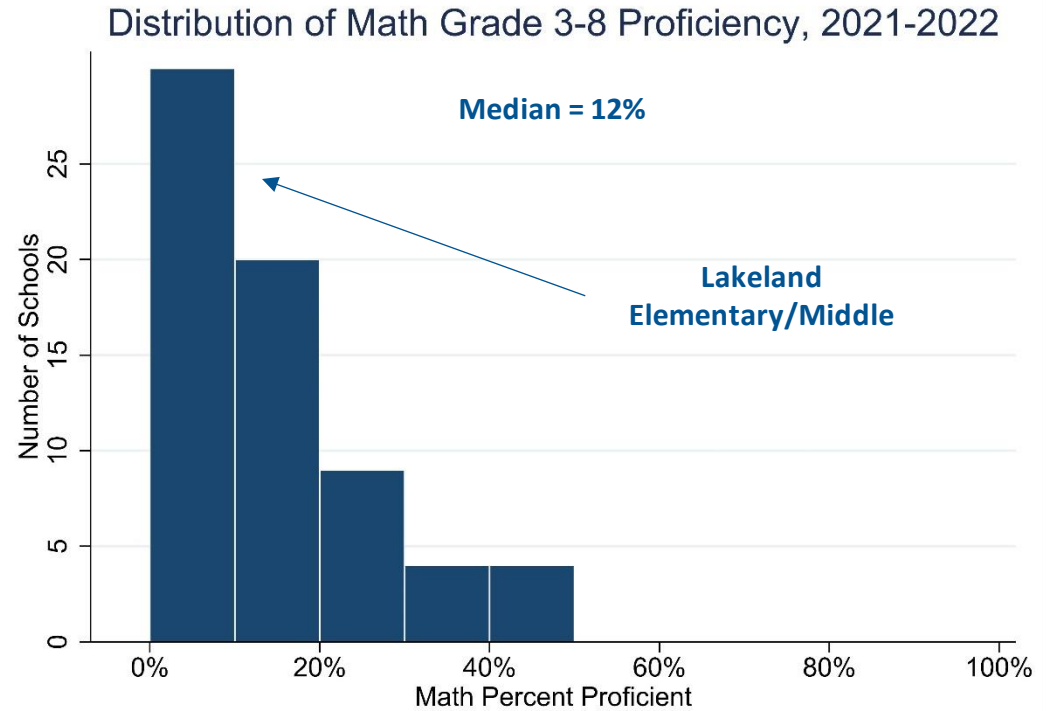 Distribution of Math Grade 3-8 Proficiency, 2021-2022
Median = 12%
Lakeland
Elementary/Middle
Number of Schools
25
20
15
10
5
0
0%
20%
40%
60%
80%
100%
Math Percent Proficient